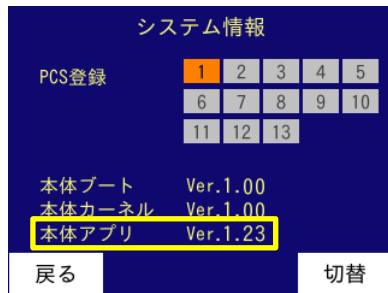 システム情報
PCS登録 1 2 3 4 5
6 7 8 9 10
11 12 13
本体ブート Ver.1.00
本体カーネル Ver.1.00
本体アプリ Ver.1.23
戻る 切替